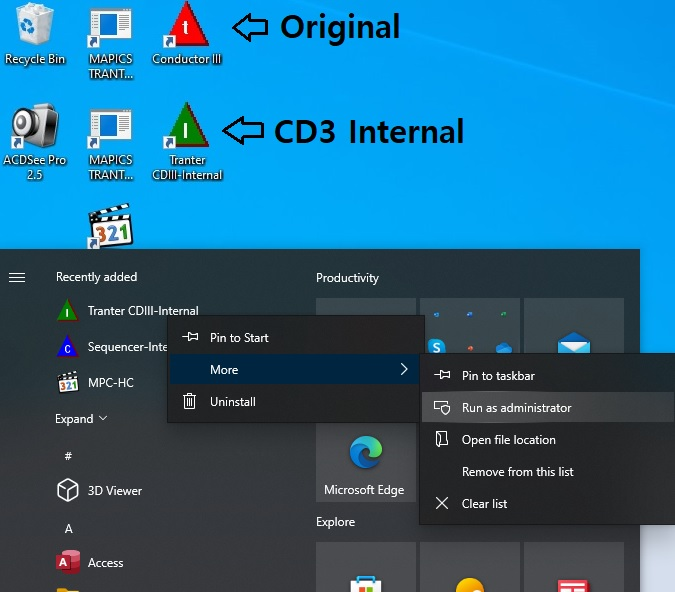 t
Original
Recycle Bin
MAPICS
TRANT...
Conductor III
I
CD3 Internal
ACDSee Pro
2.5
MAPICS
TRANT...
Tranter
CDIII-Internal
321
Recently added
Productivity
I
Tranter CDIII-Internal
C
Sequencer-Inte
S
321
MPC-HC
Pin to Start
More
Uninstall
Pin to taskbar
Run as administrator
Open file location
Remove from this list
Clear list
Expand
#
3D Viewer
Microsoft Edge
A
Explore
A
Access